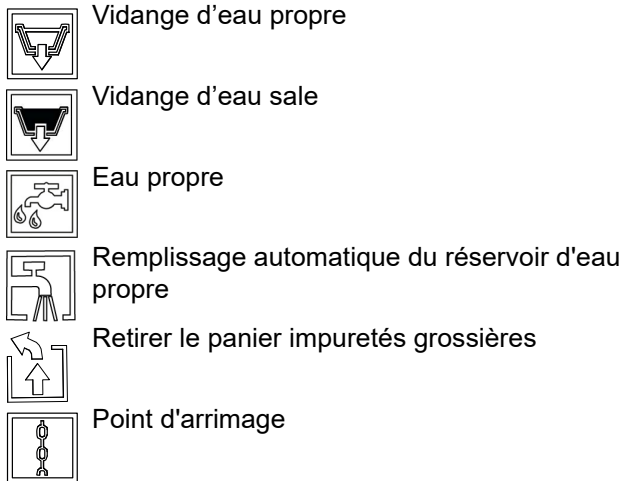 Vidange d’eau propre
Vidange d’eau sale
Eau propre
Remplissage automatique du réservoir d'eau
propre
Retirer le panier impuretés grossières
Point d'arrimage